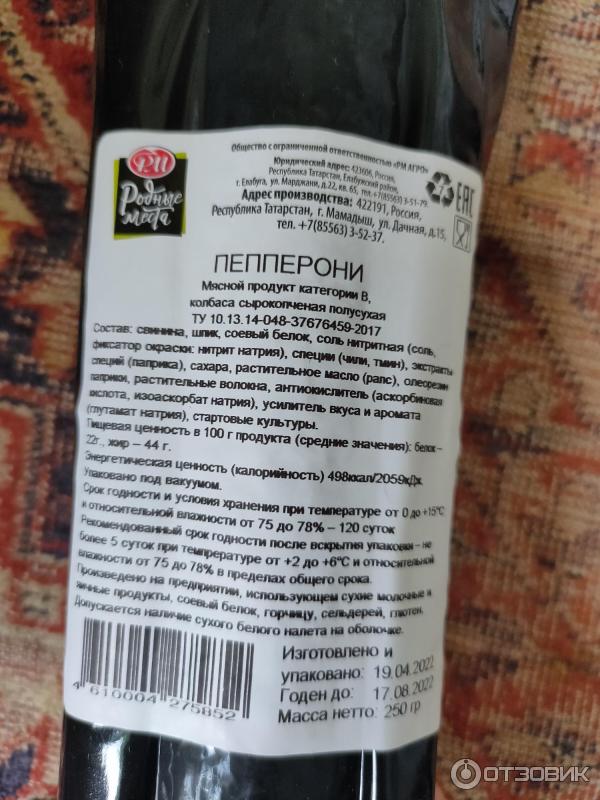 РМ
Родные
места
Общество с ограниченной ответственностью «РМ АГРО»
Юридический адрес: 423606, Россия,
Республика Татарстан, Елабужский район,
г. Елабуга, ул. Марджани, д.22, кв. 65, тел.+7(85563) 3-51-79.
Адрес производства: 422191, Россия,
Республика Татарстан, г. Мамадыш, ул. Дачная, д.15,
тел. +7(85563) 3-52-37.
7
EAC
ПЕППЕРОНИ
Мясной продукт категории В,
колбаса сырокопченая полусухая
ТУ 10.13.14-048-37676459-2017
Состав: свинина, шпик, соевый белок, соль нитритная (соль,
фиксатор окраски: нитрит натрия), специи (чили, тмин), экстракты
специй (паприка), сахара, растительное масло (рапс), олеорезин
паприки, растительные волокна, антиокислитель (аскорбиновая
кислота, изоаскорбат натрия), усилитель вкуса и аромата
(глутамат натрия), стартовые культуры.
Пищевая ценность в 100 г продукта (средние значения): белок –
22г., жир – 44 г.
Энергетическая ценность (калорийность) 498ккал/2059кДж.
Упаковано под вакуумом.
Срок годности и условия хранения при температуре от 0 до +15°С
и относительной влажности от 75 до 78% – 120 суток
Рекомендованный срок годности после вскрытия упаковки – не
более 5 суток при темпрературе от +2 до +6°С и относительной
влажности от 75 до 78% в пределах общего срока.
Произведено на предприятии, использующем сухие молочные и
яичные продукты, соевый белок, горчицу, сельдерей, глютен.
Допускается наличие сухого белого налета на оболочке.
Изготовлено и
упаковано: 19.04.2022
Годен до: 17.08.2022
Масса нетто: 250 гр
4 610004 275852
ОТЗОВИК